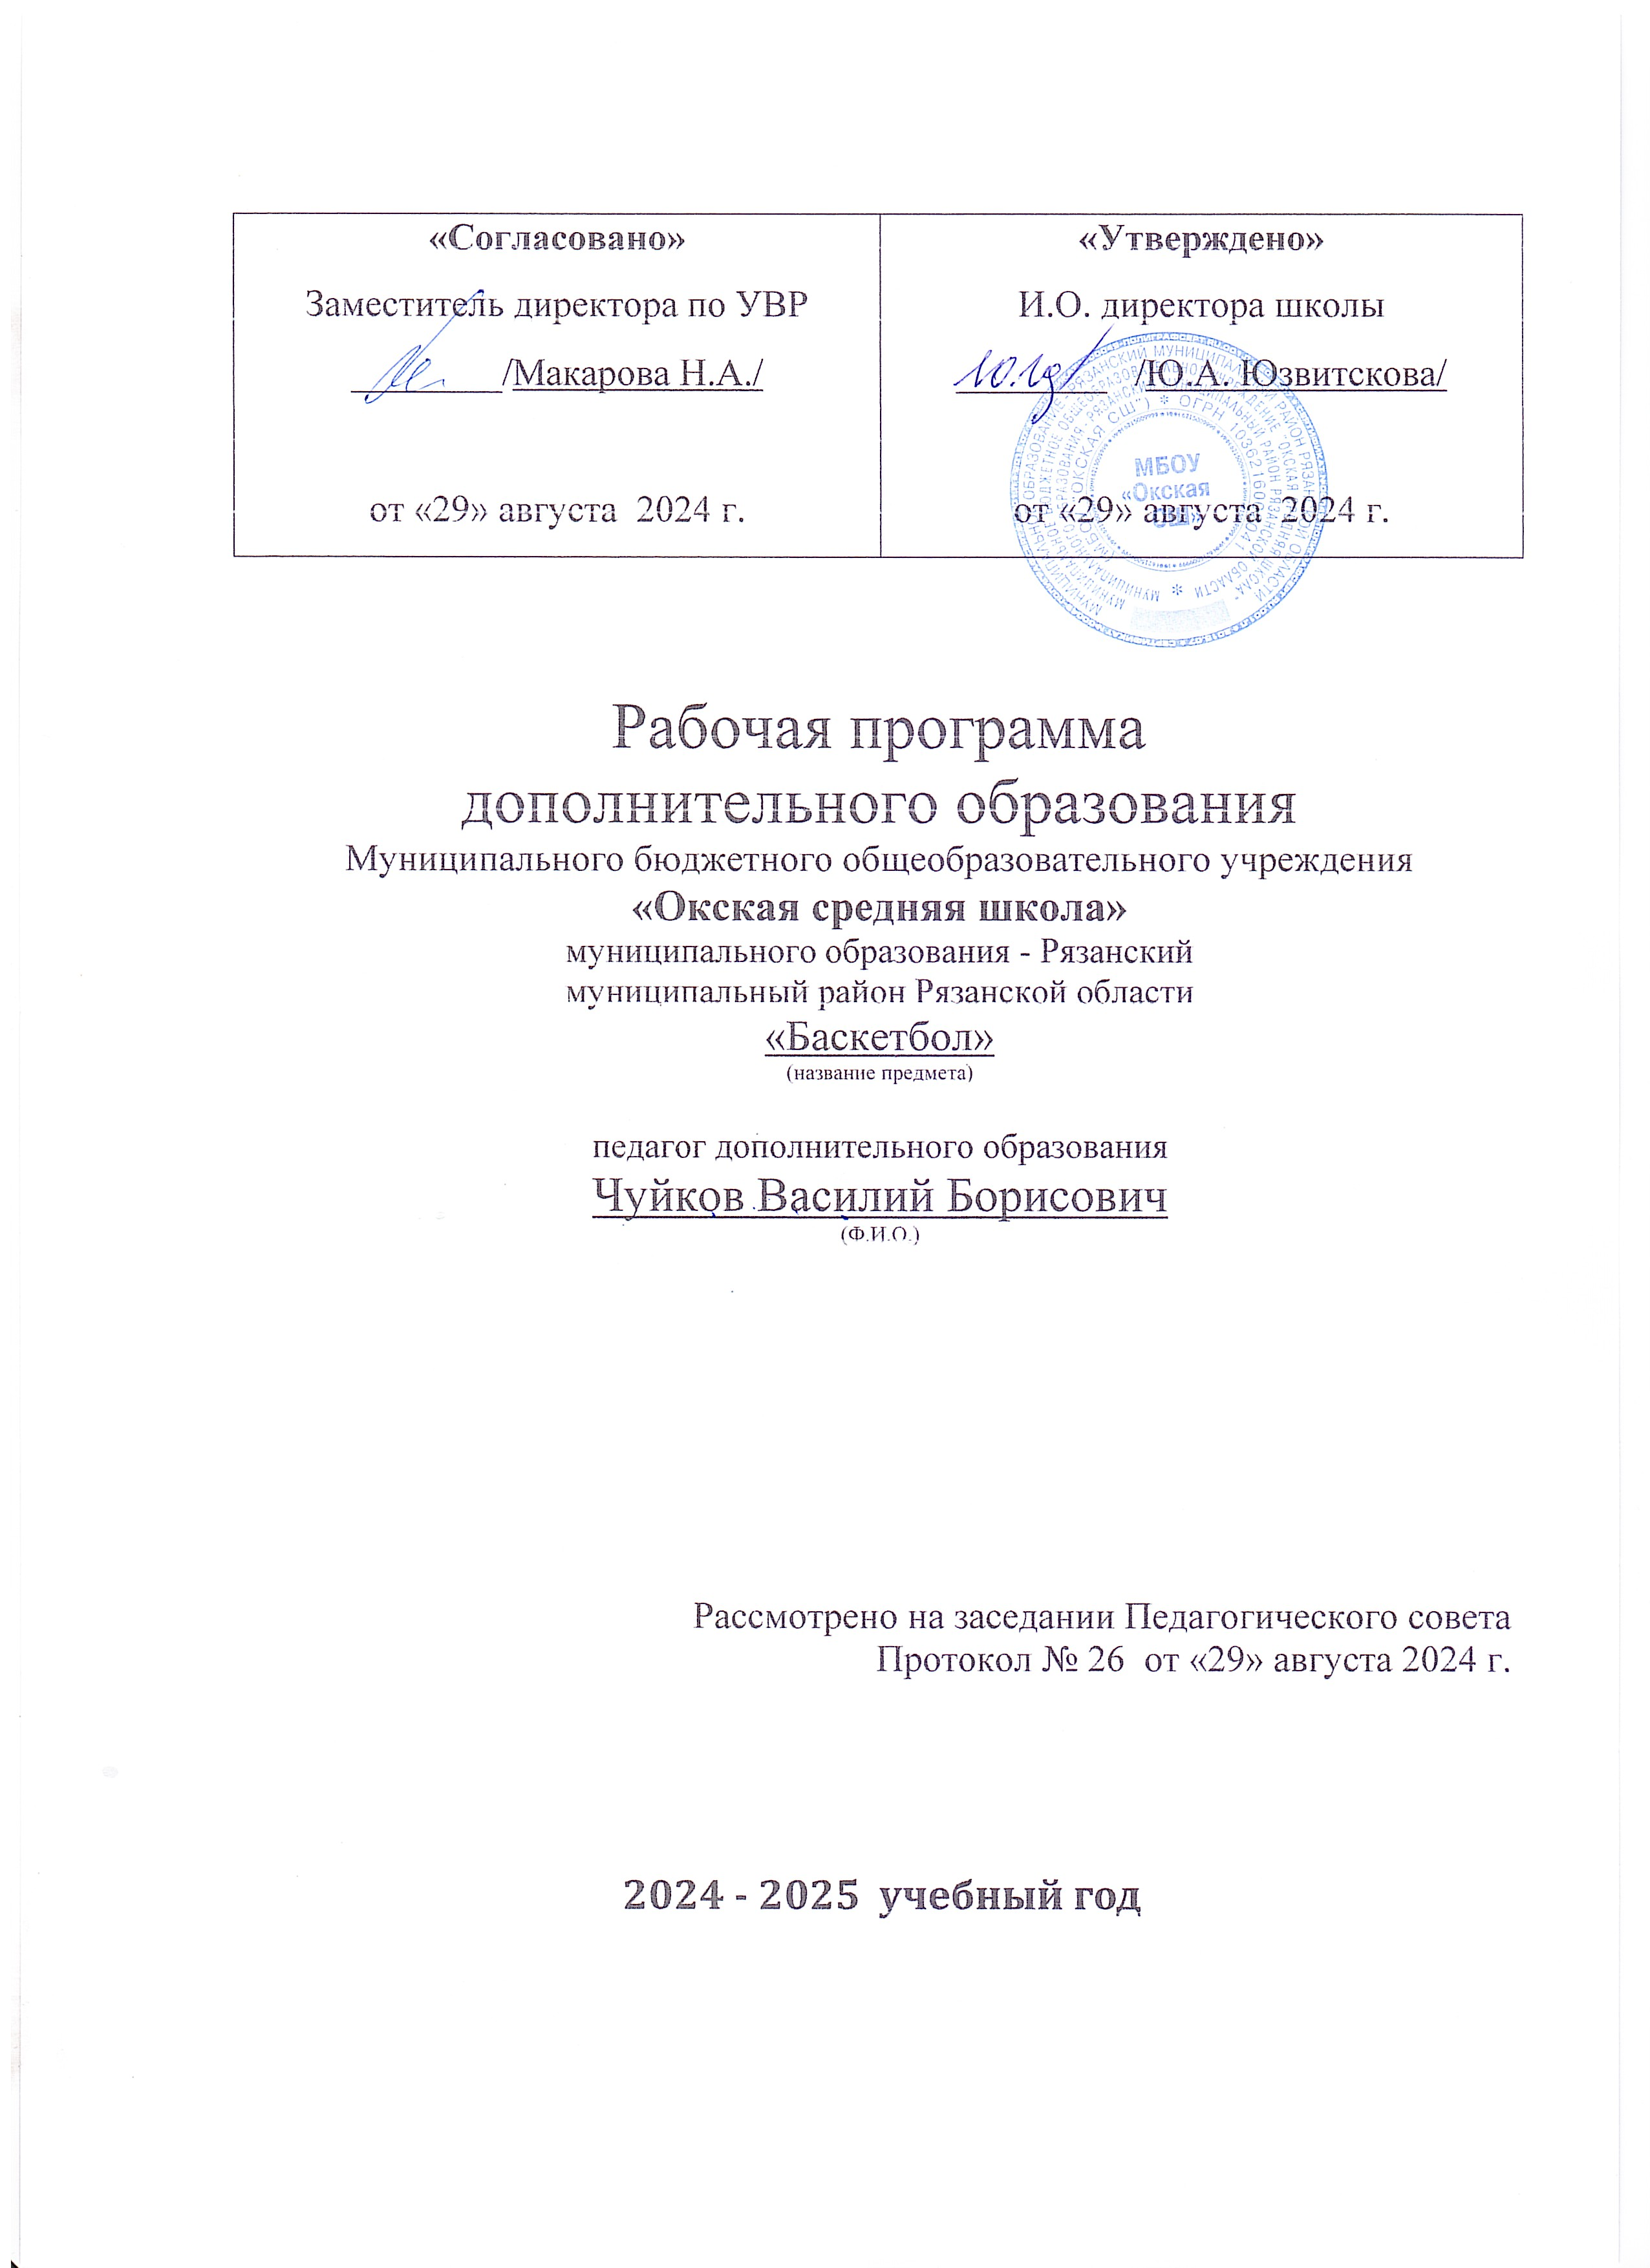 «Согласовано»
Заместитель директора по УВР
/Макарова Н.А./
от «29» августа 2024 г.
«Утверждено»
И.О. директора школы
/Ю.А. Юзвитскова/
от «29» августа 2024 г.
МБОУ
«Окская
СШ»
Рабочая программа
дополнительного образования
Муниципального бюджетного общеобразовательного учреждения
«Окская средняя школа»
муниципального образования - Рязанский
муниципальный район Рязанской области
«Баскетбол»
(название предмета)
педагог дополнительного образования
Чуйков Василий Борисович
(Ф.И.О.)
Рассмотрено на заседании Педагогического совета
Протокол № 26 от «29» августа 2024 г.
2024 - 2025 учебный год